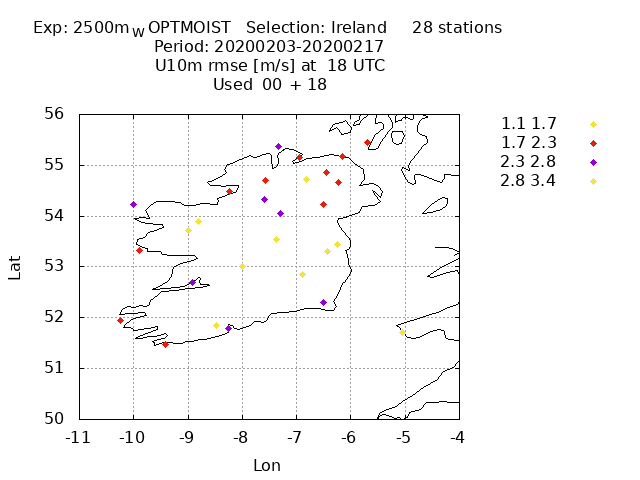 Exp: 2500m_W OPTMOIST Selection: Ireland 28 stations
Period: 20200203-20200217
U10m rmse [m/s] at 18 UTC
Used 00 + 18
1.1 1.7
1.7 2.3
2.3 2.8
2.8 3.4
56
55
54
53
52
51
50
Lat
-11 -10 -9 -8 -7 -6 -5 -4
Lon